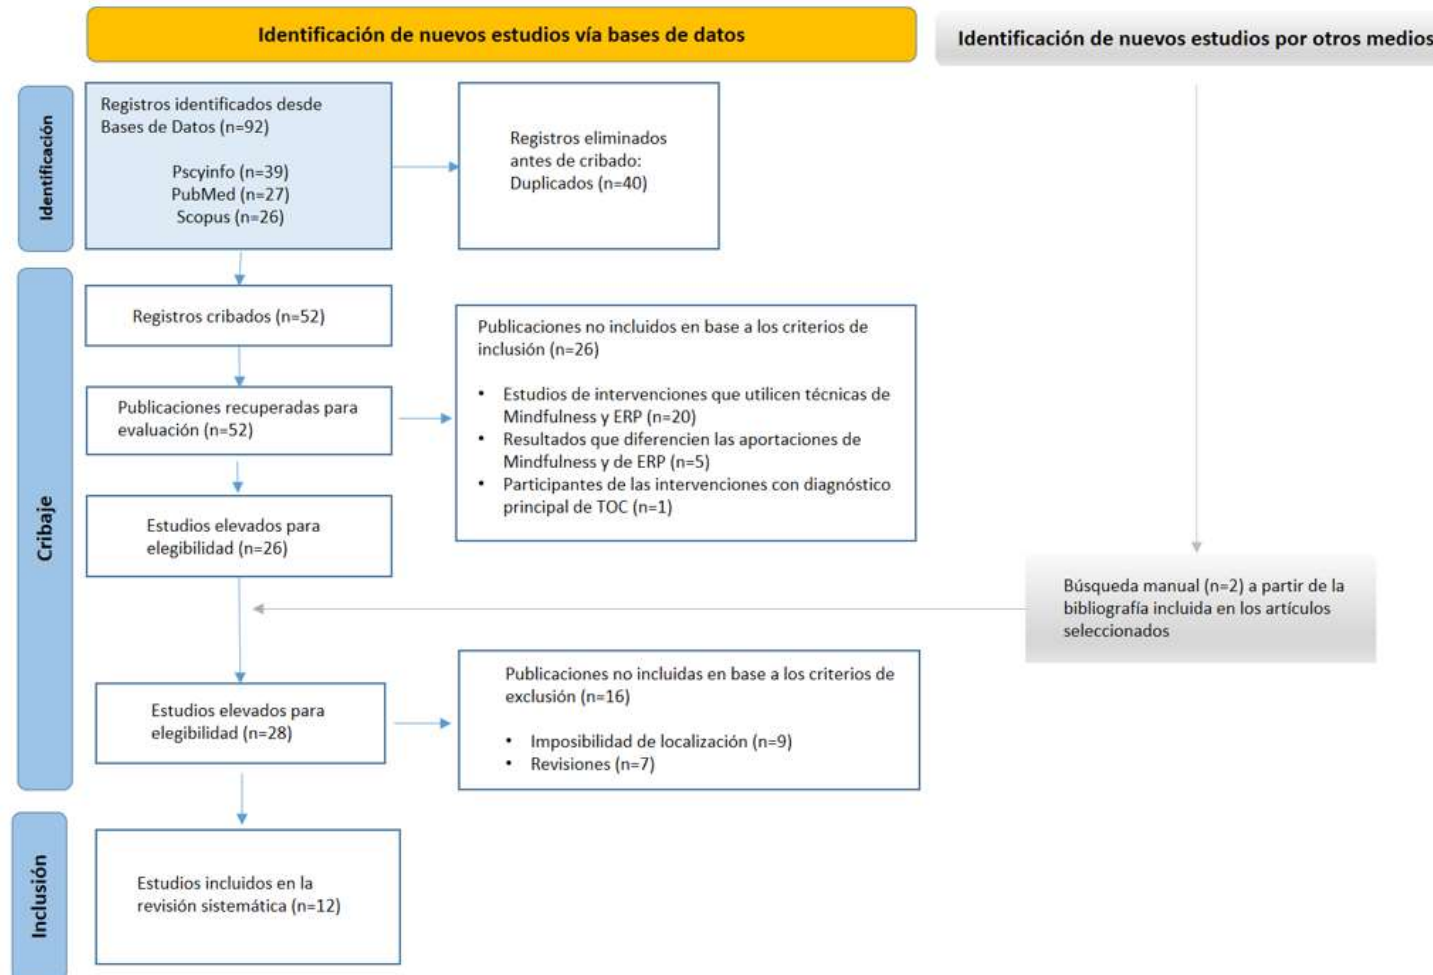 Identificación de nuevos estudios vía bases de datos
Identificación de nuevos estudios por otros medios
Identificación
Registros identificados desde
Bases de Datos (n=92)
Pscyinfo (n=39)
PubMed (n=27)
Scopus (n=26)
Registros eliminados
antes de cribado:
Duplicados (n=40)
Cribaje
Registros cribados (n=52)
Publicaciones recuperadas para
evaluación (n=52)
Publicaciones no incluidos en base a los criterios de
inclusión (n=26)
• Estudios de intervenciones que utilicen técnicas de
Mindfulness y ERP (n=20)
• Resultados que diferencien las aportaciones de
Mindfulness y de ERP (n=5)
• Participantes de las intervenciones con diagnóstico
principal de TOC (n=1)
Estudios elevados para
elegibilidad (n=26)
Búsqueda manual (n=2) a partir de la
bibliografía incluida en los artículos
seleccionados
Estudios elevados para
elegibilidad (n=28)
Publicaciones no incluidas en base a los criterios de
exclusión (n=16)
• Imposibilidad de localización (n=9)
• Revisiones (n=7)
Inclusión
Estudios incluidos en la
revisión sistemática (n=12)